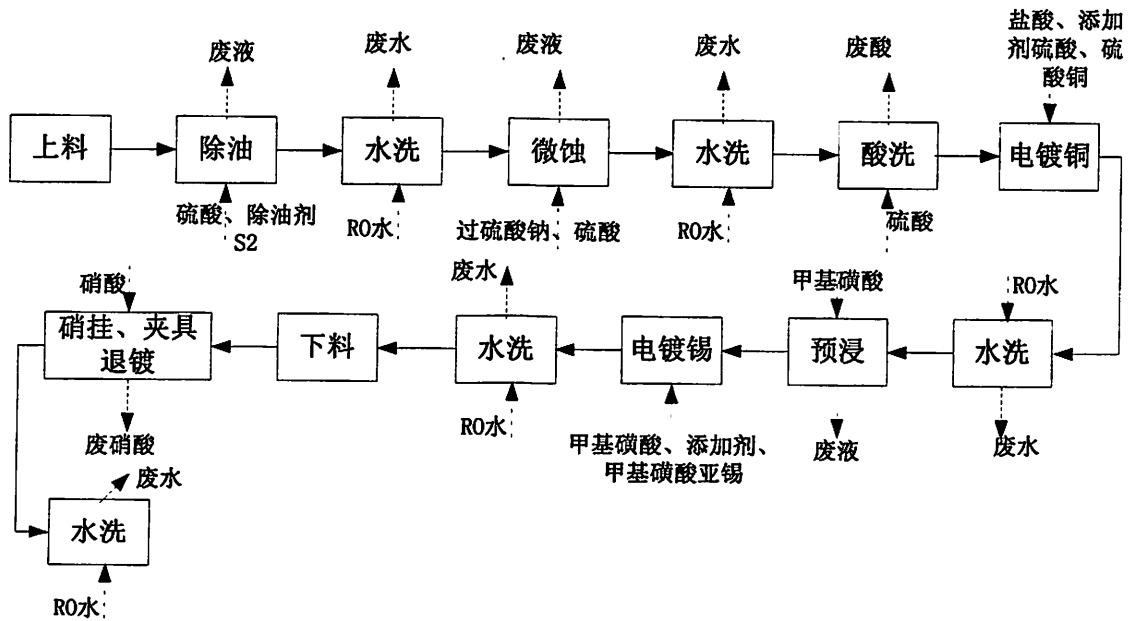 盐酸、添加
剂硫酸、硫
酸铜
废液
废水
废液
废水
废酸
上料
除油
水洗
微蚀
水洗
酸洗
电镀铜
硫酸、除油剂
S2
RO水
过硫酸钠、硫酸
RO水
硫酸
硝酸
废水
甲基磺酸
RO水
硝挂、夹具
退镀
下料
水洗
电镀锡
预浸
水洗
废硝酸
RO水
甲基磺酸、添加剂、
甲基磺酸亚锡
废液
废水
废水
水洗
RO水